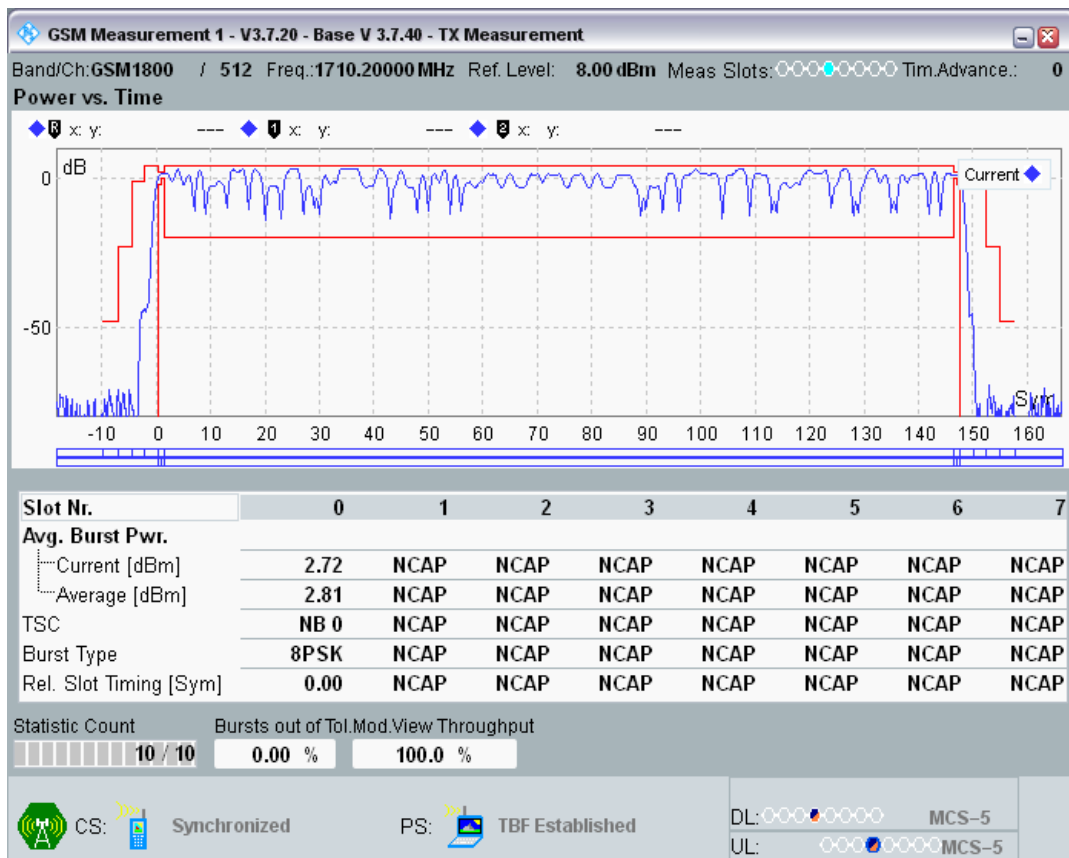 GSM Measurement 1 - V3.7.20 - Base V 3.7.40 - TX Measurement
Band/Ch:GSM1800 / 512 Freq.:1710.20000 MHz Ref. Level: 8.00 dBm Meas Slots: Tim.Advance.: 0
Power vs. Time
R x: y: --- 1 x: y: --- 2 x: y: ---
dB
Current
0
-50
Sym
-10 0 10 20 30 40 50 60 70 80 90 100 110 120 130 140 150 160
Slot Nr. 0 1 2 3 4 5 6 7
Avg. Burst Pwr.
Current [dBm] 2.72 NCAP NCAP NCAP NCAP NCAP NCAP NCAP
Average [dBm] 2.81 NCAP NCAP NCAP NCAP NCAP NCAP NCAP
TSC NB 0 NCAP NCAP NCAP NCAP NCAP NCAP NCAP
Burst Type 8PSK NCAP NCAP NCAP NCAP NCAP NCAP NCAP
Rel. Slot Timing [Sym] 0.00 NCAP NCAP NCAP NCAP NCAP NCAP NCAP
Statistic Count Bursts out of Tol.Mod.View Throughput
10 / 10 0.00 % 100.0 %
CS: Synchronized PS: TBF Established
DL: MCS-5
UL: MCS-5